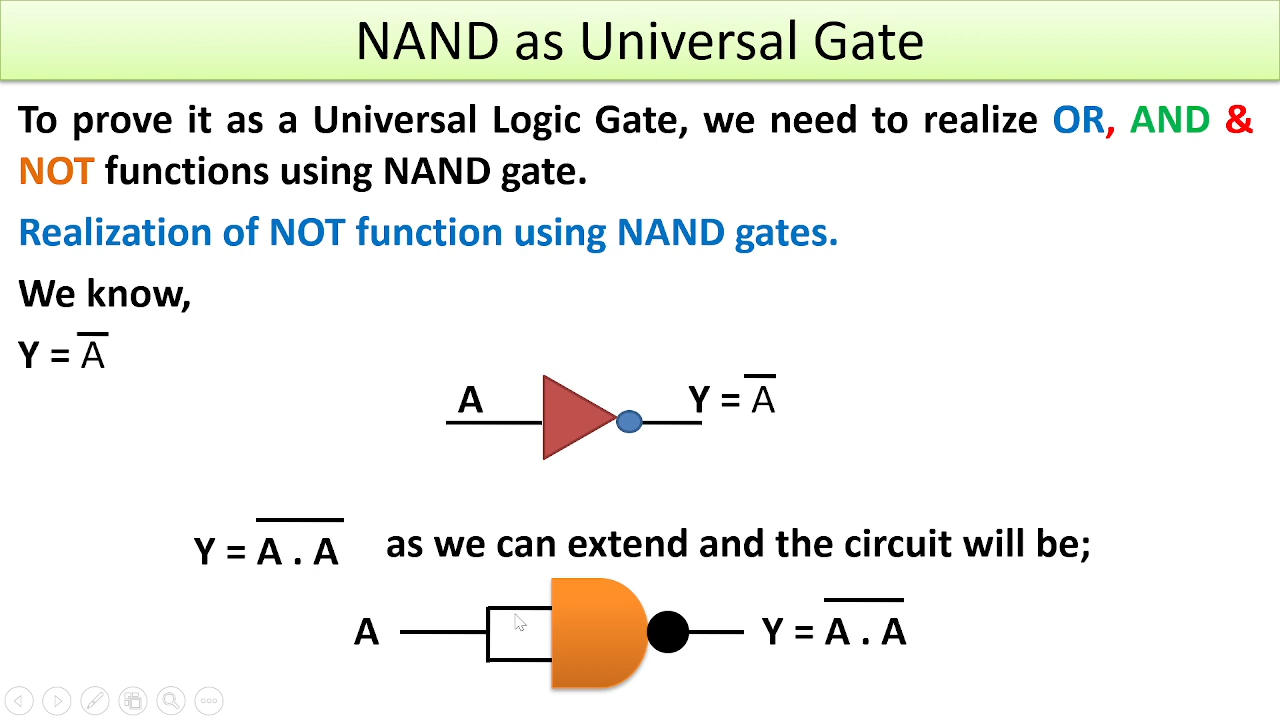 NAND as Universal Gate
To prove it as a Universal Logic Gate, we need to realize OR, AND &
NOT functions using NAND gate.
Realization of NOT function using NAND gates.
We know,
Y = A̅
A Y = A̅
Y = A̅ .̅ A̅ as we can extend and the circuit will be;
A Y = A̅ .̅ A̅